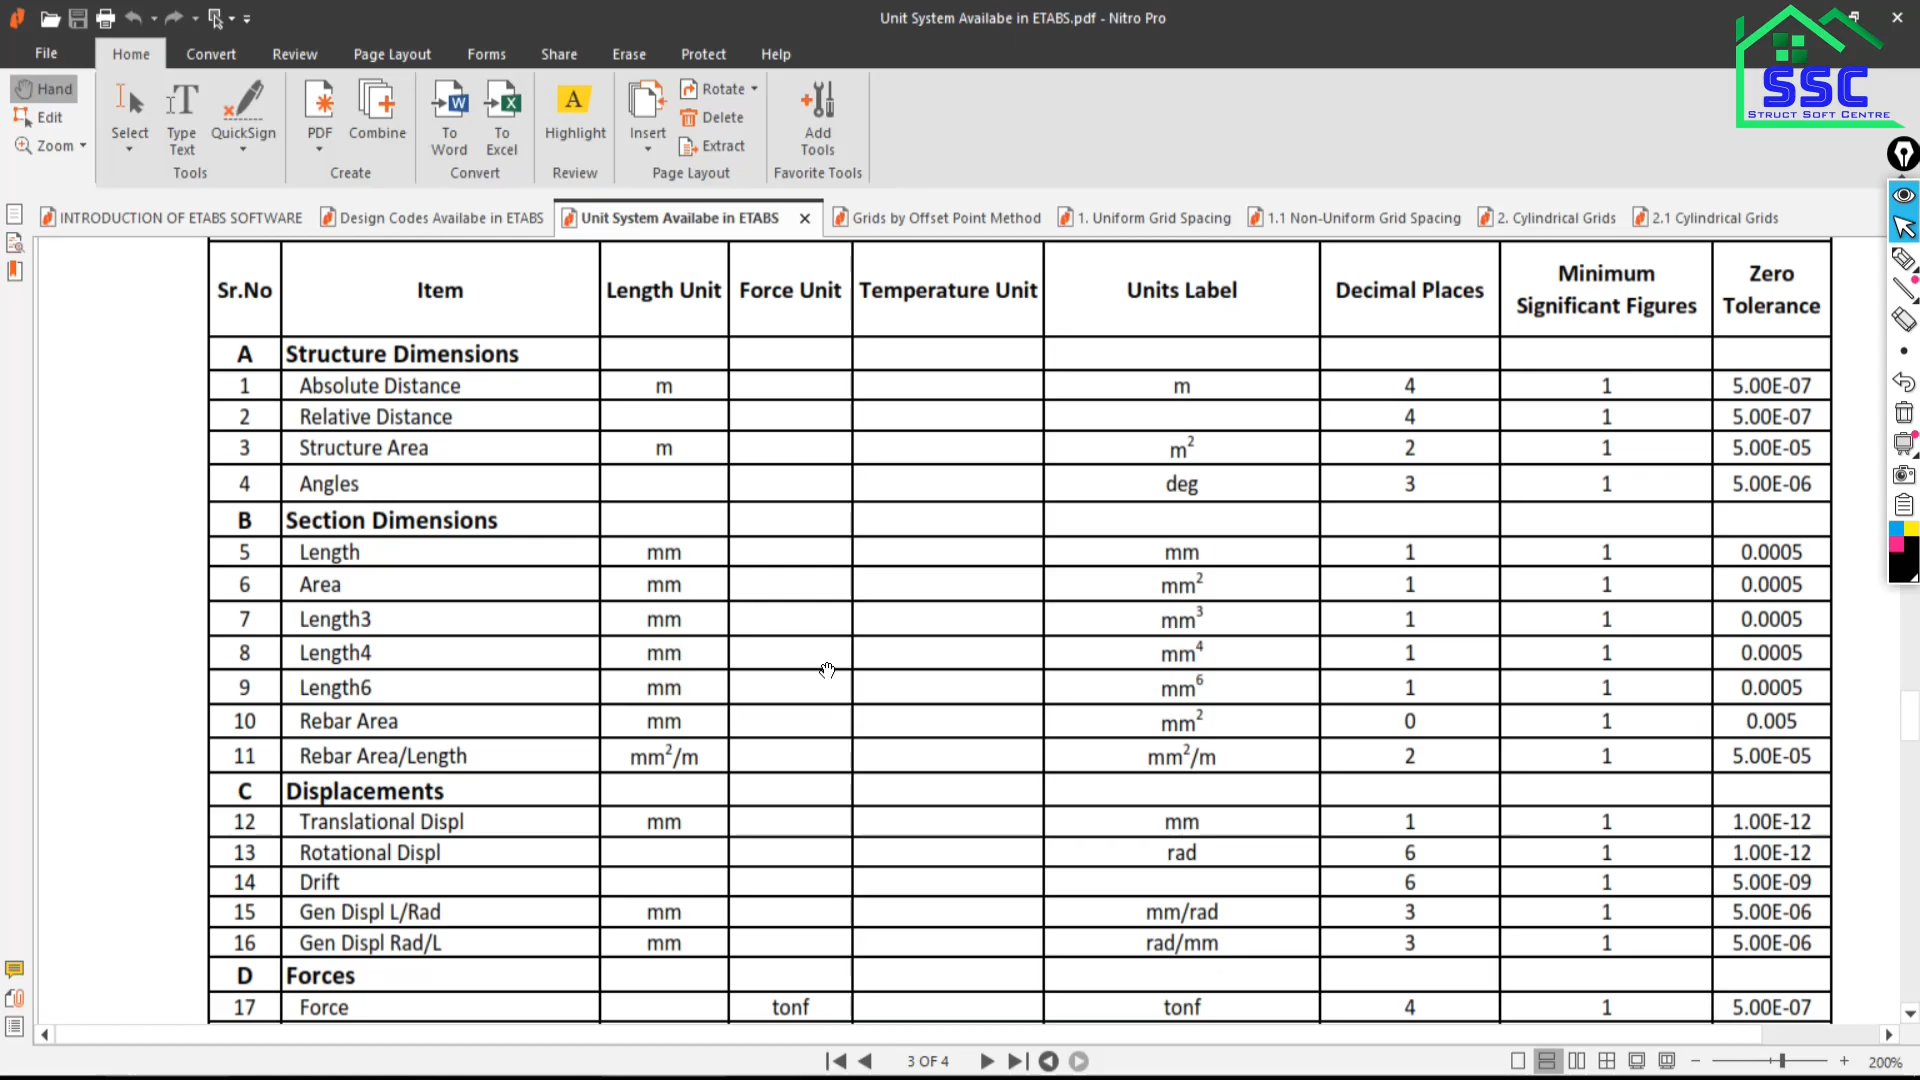 Unit System Availabe in ETABS.pdf - Nitro Pro
File Home Convert Review Page Layout Forms Share Erase Protect Help
SSC
STRUCT SOFT CENTRE
Hand
Edit
Zoom
Select
Type Text
QuickSign
Tools
PDF
Combine
Create
To Word
To Excel
Convert
Highlight
Review
Insert
Rotate
Delete
Extract
Page Layout
Add Tools
Favorite Tools
INTRODUCTION OF ETABS SOFTWARE Design Codes Availabe in ETABS Unit System Availabe in ETABS Grids by Offset Point Method 1. Uniform Grid Spacing 1.1 Non-Uniform Grid Spacing 2. Cylindrical Grids 2.1 Cylindrical Grids
Sr.No Item Length Unit Force Unit Temperature Unit Units Label Decimal Places Minimum Significant Figures Zero Tolerance
A Structure Dimensions
1 Absolute Distance m m 4 1 5.00E-07
2 Relative Distance 4 1 5.00E-07
3 Structure Area m m² 2 1 5.00E-05
4 Angles deg 3 1 5.00E-06
B Section Dimensions
5 Length mm mm 1 1 0.0005
6 Area mm mm² 1 1 0.0005
7 Length3 mm mm³ 1 1 0.0005
8 Length4 mm mm⁴ 1 1 0.0005
9 Length6 mm mm⁶ 1 1 0.0005
10 Rebar Area mm mm² 0 1 0.005
11 Rebar Area/Length mm²/m mm²/m 2 1 5.00E-05
C Displacements
12 Translational Displ mm mm 1 1 1.00E-12
13 Rotational Displ rad 6 1 1.00E-12
14 Drift 6 1 5.00E-09
15 Gen Displ L/Rad mm mm/rad 3 1 5.00E-06
16 Gen Displ Rad/L mm rad/mm 3 1 5.00E-06
D Forces
17 Force tonf tonf 4 1 5.00E-07
3 OF 4
200%